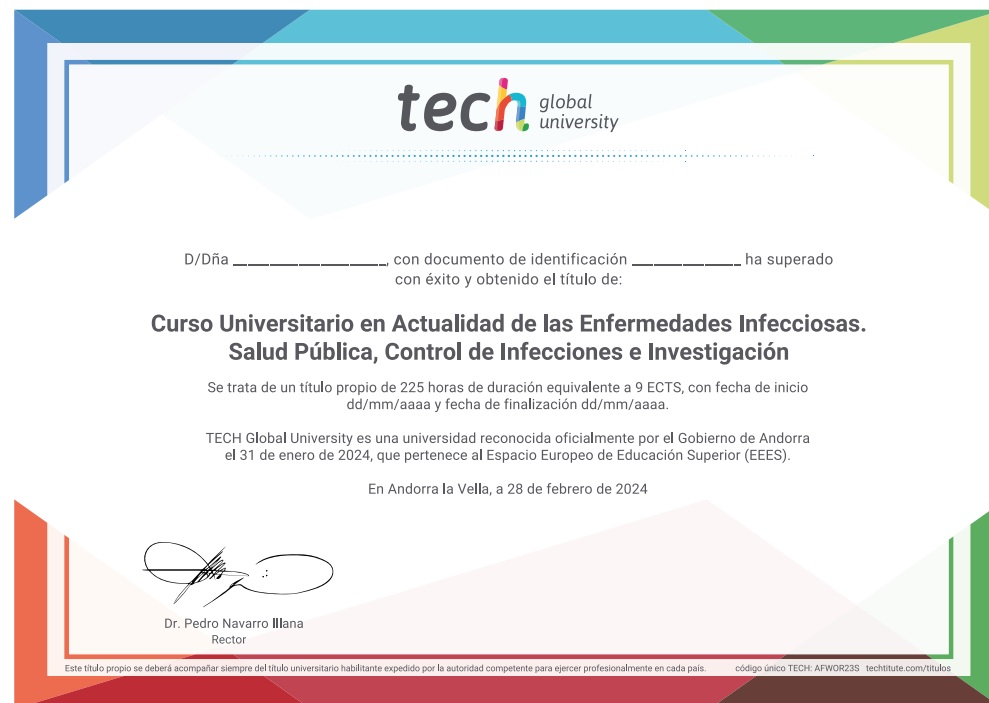 tech global university
D/Dña ____________________, con documento de identificación ______________ ha superado
con éxito y obtenido el título de:
Curso Universitario en Actualidad de las Enfermedades Infecciosas.
Salud Pública, Control de Infecciones e Investigación
Se trata de un título propio de 225 horas de duración equivalente a 9 ECTS, con fecha de inicio
dd/mm/aaaa y fecha de finalización dd/mm/aaaa.
TECH Global University es una universidad reconocida oficialmente por el Gobierno de Andorra
el 31 de enero de 2024, que pertenece al Espacio Europeo de Educación Superior (EEES).
En Andorra la Vella, a 28 de febrero de 2024
Dr. Pedro Navarro Illana
Rector
Este título propio se deberá acompañar siempre del título universitario habilitante expedido por la autoridad competente para ejercer profesionalmente en cada país. código único TECH: AFWOR23S techtitute.com/titulos